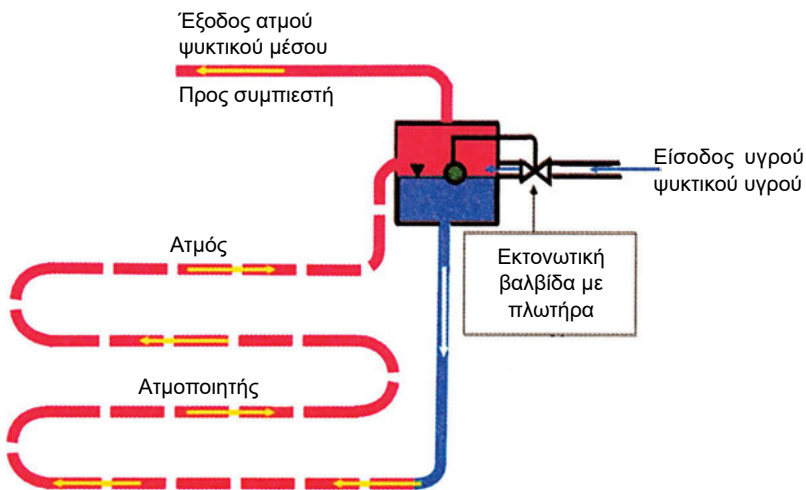 Έξοδος ατμού
ψυκτικού μέσου
Προς συμπιεστή
Είσοδος υγρού
ψυκτικού υγρού
Εκτονωτική
βαλβίδα με
πλωτήρα
Ατμός
Ατμοποιητής